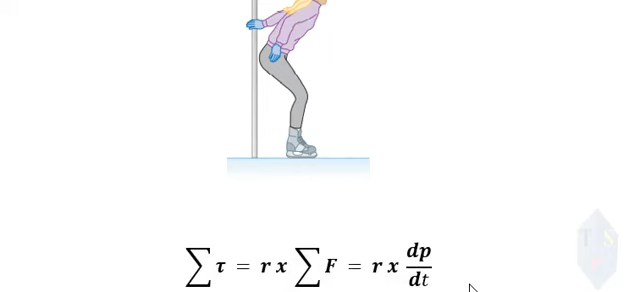 ∑ τ = r x ∑ F = r x dp/dt
T S